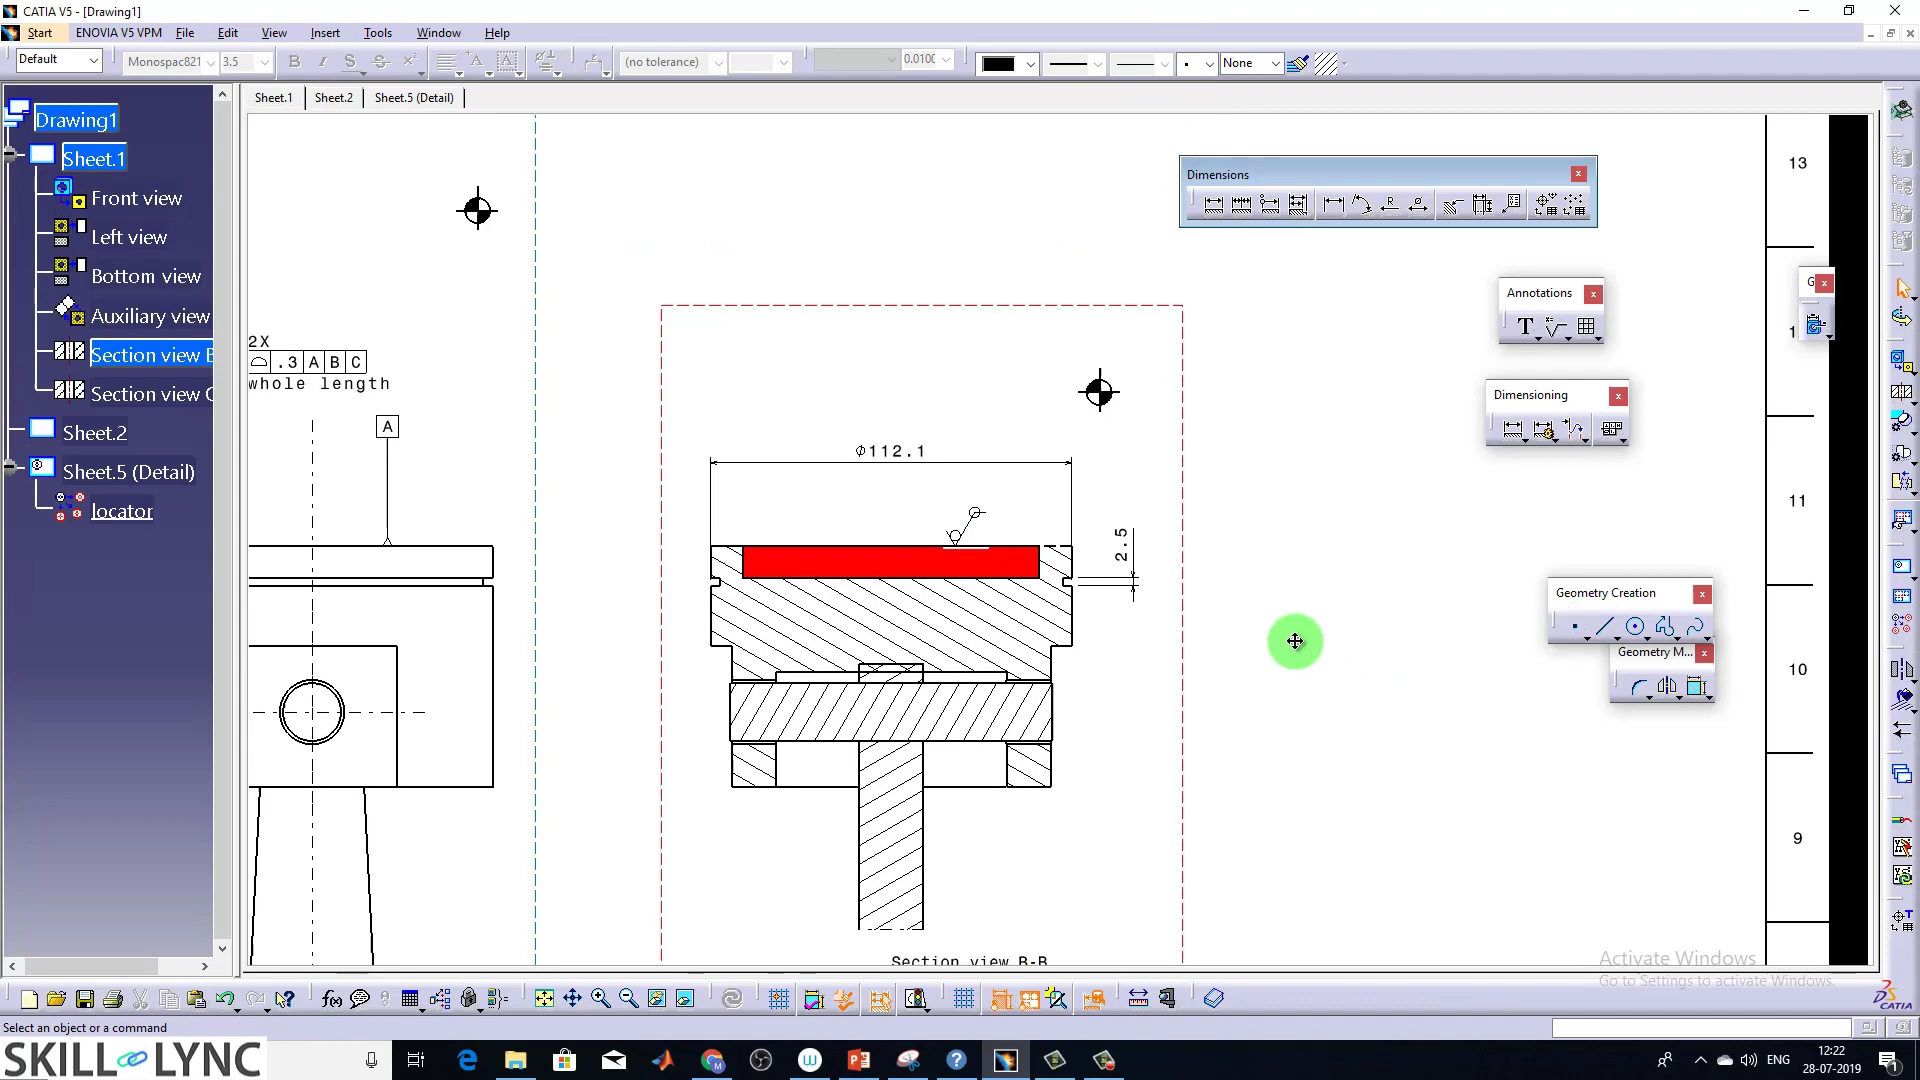 CATIA V5 - [Drawing1]
Start ENOVIA V5 VPM File Edit View Insert Tools Window Help
Default Monospac821 3.5 B I S S (no tolerance) 0.010( None
Sheet.1 Sheet.2 Sheet.5 (Detail)
Drawing1
Sheet.1
Front view
Left view
Bottom view
Auxiliary view
Section view B
Section view C
Sheet.2
Sheet.5 (Detail)
locator
Dimensions
Annotations
T
Dimensioning
Geometry Creation
Geometry M...
G
13
11
10
9
2X
.3 A B C
whole length
A
Ø112.1
2.5
Section view B-B
Activate Windows
Go to Settings to activate Windows.
f(x)
CATIA
Select an object or a command
SKILL LYNC
ENG
12:22
28-07-2019